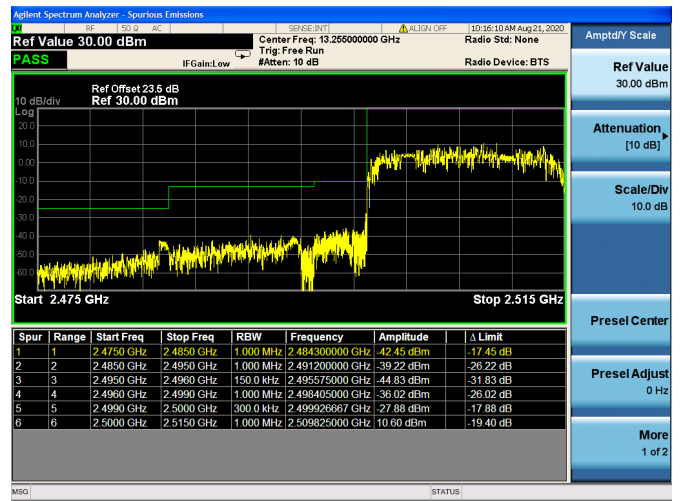 Agilent Spectrum Analyzer - Spurious Emissions
RF 50 Ω AC SENSE:INT ALIGN OFF 10:16:10 AM Aug 21, 2020
Ref Value 30.00 dBm Center Freq: 13.255000000 GHz Radio Std: None
Trig: Free Run
PASS IFGain:Low #Atten: 10 dB Radio Device: BTS
Ref Offset 23.5 dB
10 dB/div Ref 30.00 dBm
Log
20.0
10.0
0.00
-10.0
-20.0
-30.0
-40.0
-50.0
-60.0
Start 2.475 GHz Stop 2.515 GHz
Spur Range Start Freq Stop Freq RBW Frequency Amplitude Δ Limit
1 1 2.4750 GHz 2.4850 GHz 1.000 MHz 2.484300000 GHz -42.45 dBm -17.45 dB
2 2 2.4850 GHz 2.4950 GHz 1.000 MHz 2.491200000 GHz -39.22 dBm -26.22 dB
3 3 2.4950 GHz 2.4960 GHz 150.0 kHz 2.495575000 GHz -44.83 dBm -31.83 dB
4 4 2.4960 GHz 2.4990 GHz 1.000 MHz 2.498405000 GHz -36.02 dBm -26.02 dB
5 5 2.4990 GHz 2.5000 GHz 300.0 kHz 2.499926667 GHz -27.88 dBm -17.88 dB
6 6 2.5000 GHz 2.5150 GHz 1.000 MHz 2.509825000 GHz 10.60 dBm -19.40 dB
MSG STATUS
Amptd/Y Scale
Ref Value
30.00 dBm
Attenuation
[10 dB]
Scale/Div
10.0 dB
Presel Center
Presel Adjust
0 Hz
More
1 of 2